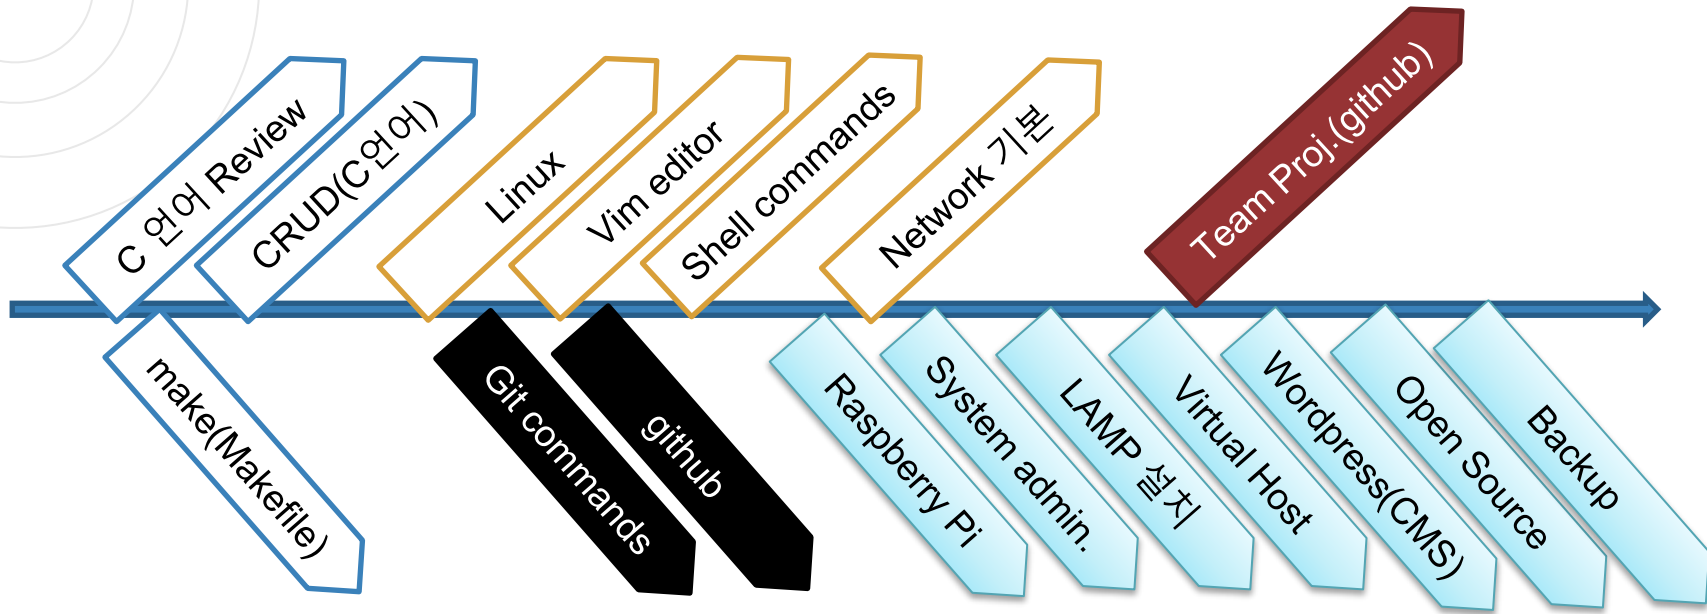 C 언어 Review
CRUD(C언어)
Linux
Vim editor
Shell commands
Network 기본
Team Proj.(github)
make(Makefile)
Git commands
github
Raspberry Pi
System admin.
LAMP 설치
Virtual Host
Wordpress(CMS)
Open Source
Backup